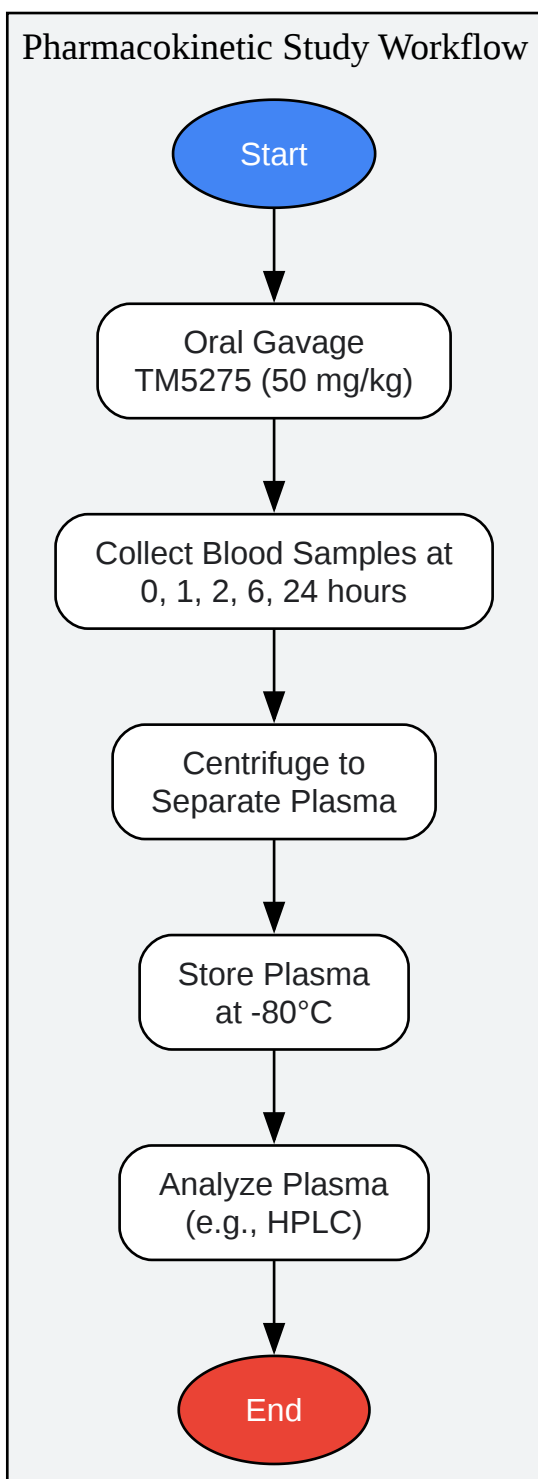 Pharmacokinetic Study Workflow
Start
Oral Gavage
TM5275 (50 mg/kg)
Collect Blood Samples at
0, 1, 2, 6, 24 hours
Centrifuge to
Separate Plasma
Store Plasma
at -80°C
Analyze Plasma
(e.g., HPLC)
End